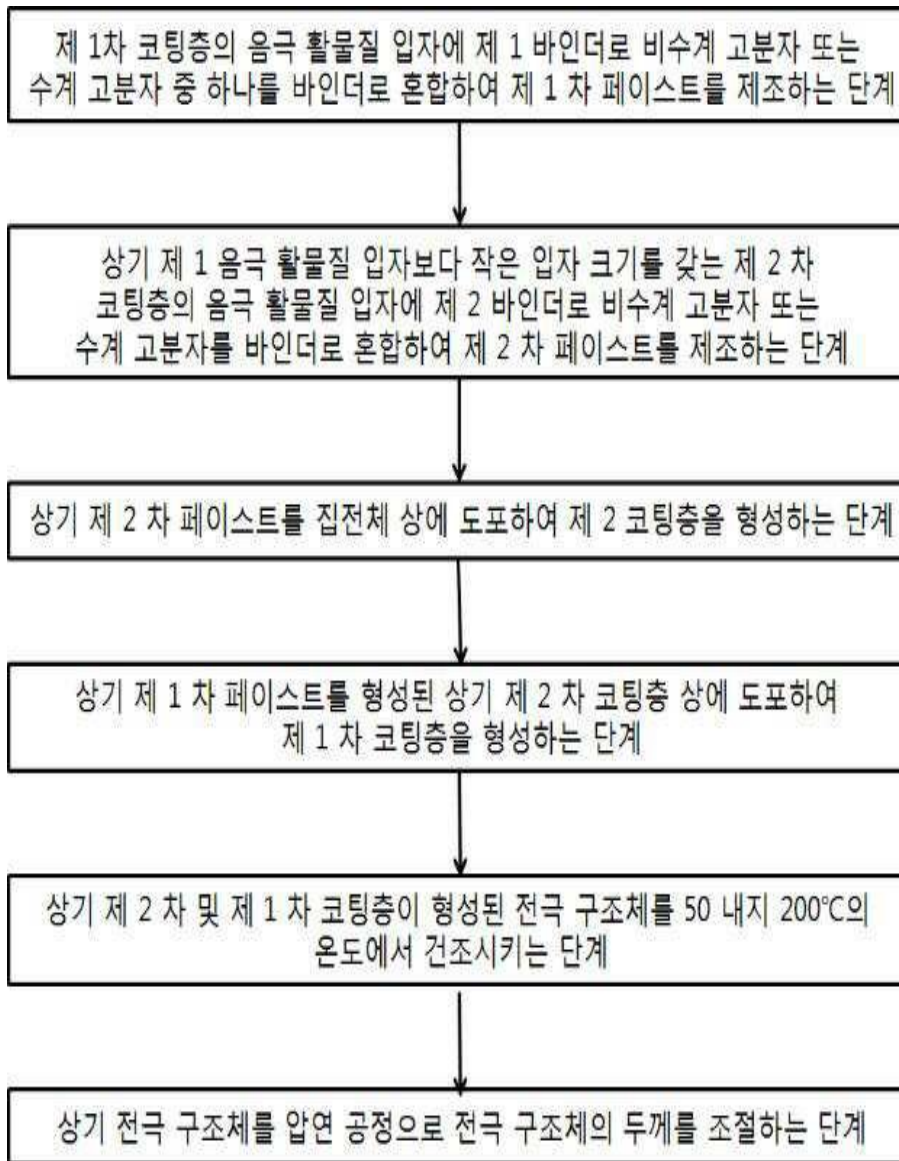 제 1차 코팅층의 음극 활물질 입자에 제 1 바인더로 비수계 고분자 또는
수계 고분자 중 하나를 바인더로 혼합하여 제 1 차 페이스트를 제조하는 단계
상기 제 1 음극 활물질 입자보다 작은 입자 크기를 갖는 제 2 차
코팅층의 음극 활물질 입자에 제 2 바인더로 비수계 고분자 또는
수계 고분자를 바인더로 혼합하여 제 2 차 페이스트를 제조하는 단계
상기 제 2 차 페이스트를 집전체 상에 도포하여 제 2 코팅층을 형성하는 단계
상기 제 1 차 페이스트를 형성된 상기 제 2 차 코팅층 상에 도포하여
제 1 차 코팅층을 형성하는 단계
상기 제 2 차 및 제 1 차 코팅층이 형성된 전극 구조체를 50 내지 200℃의
온도에서 건조시키는 단계
상기 전극 구조체를 압연 공정으로 전극 구조체의 두께를 조절하는 단계